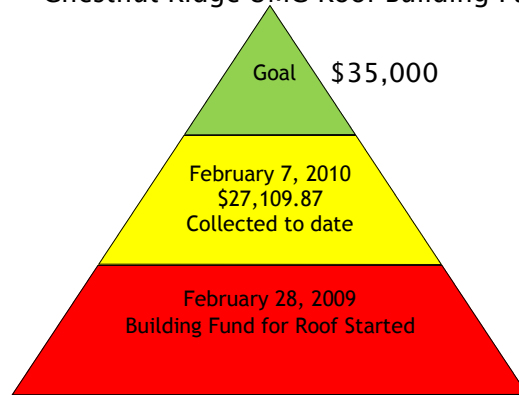 Chestnut Ridge UMC Roof Building
Goal $35,000
February 7, 2010
$27,109.87
Collected to date
February 28, 2009
Building Fund for Roof Started